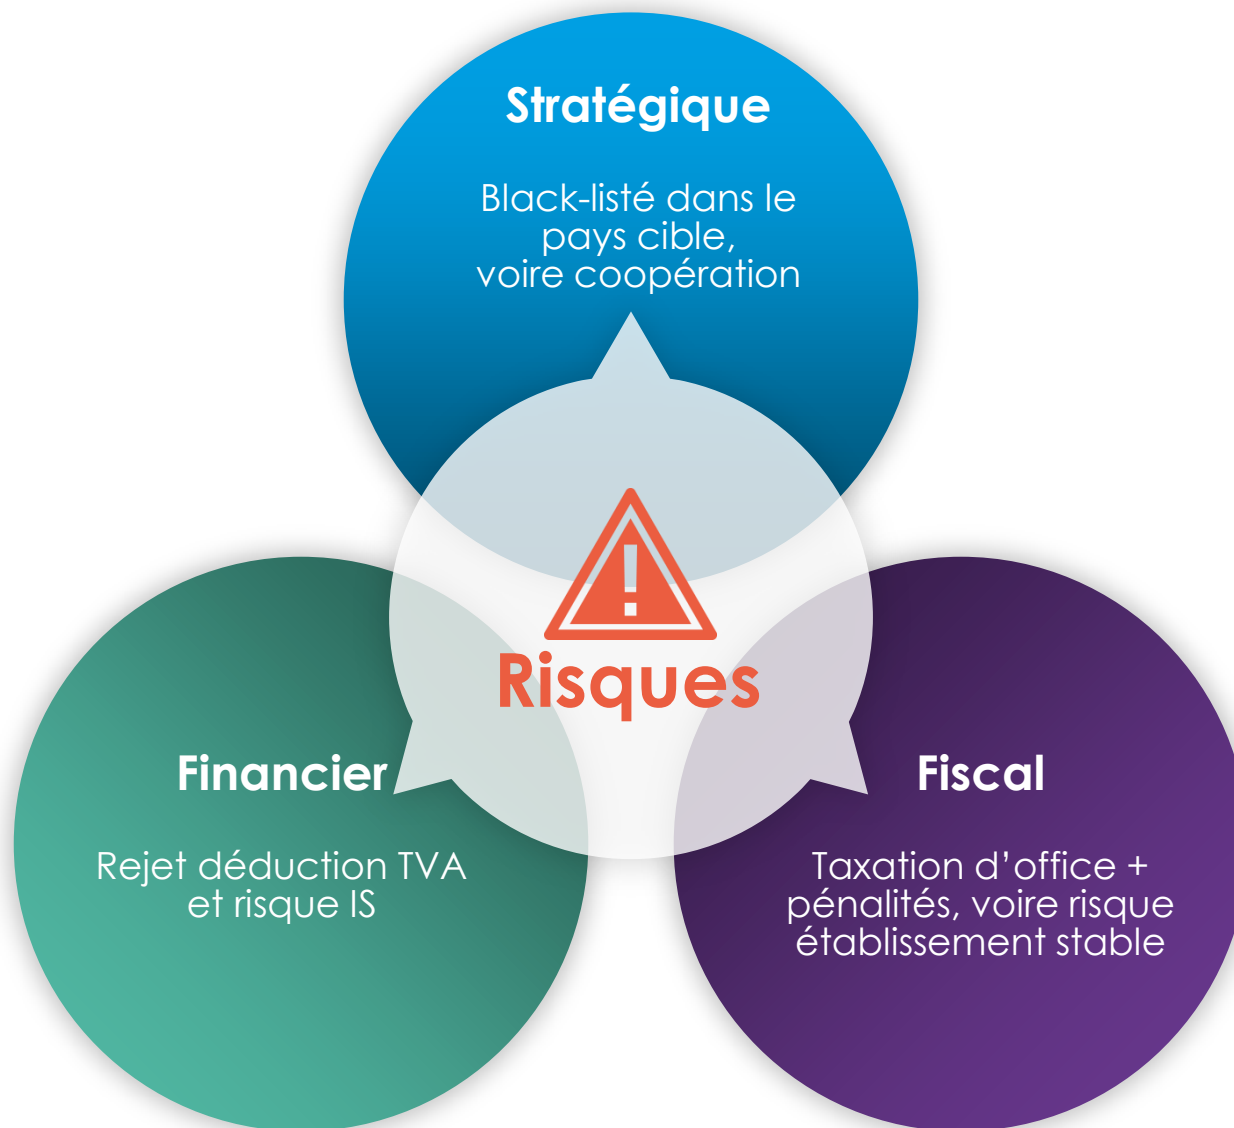 Stratégique
Black-listé dans le
pays cible,
voire coopération
Risques
Financier
Rejet déduction TVA
et risque IS
Fiscal
Taxation d’office +
pénalités, voire risque
établissement stable